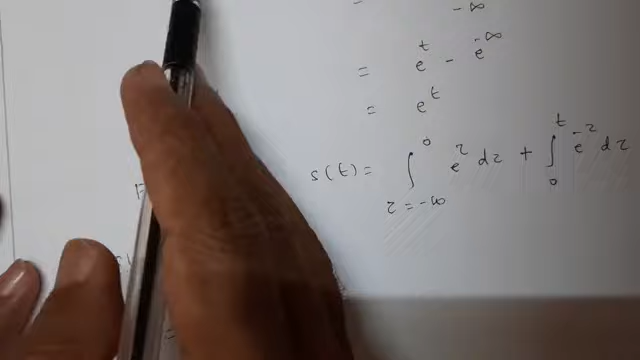 = -∞
= e^t - e^-∞
= e^t
s(t) = ∫_{τ=-∞}^{0} e^τ dτ + ∫_{0}^{t} e^-τ dτ